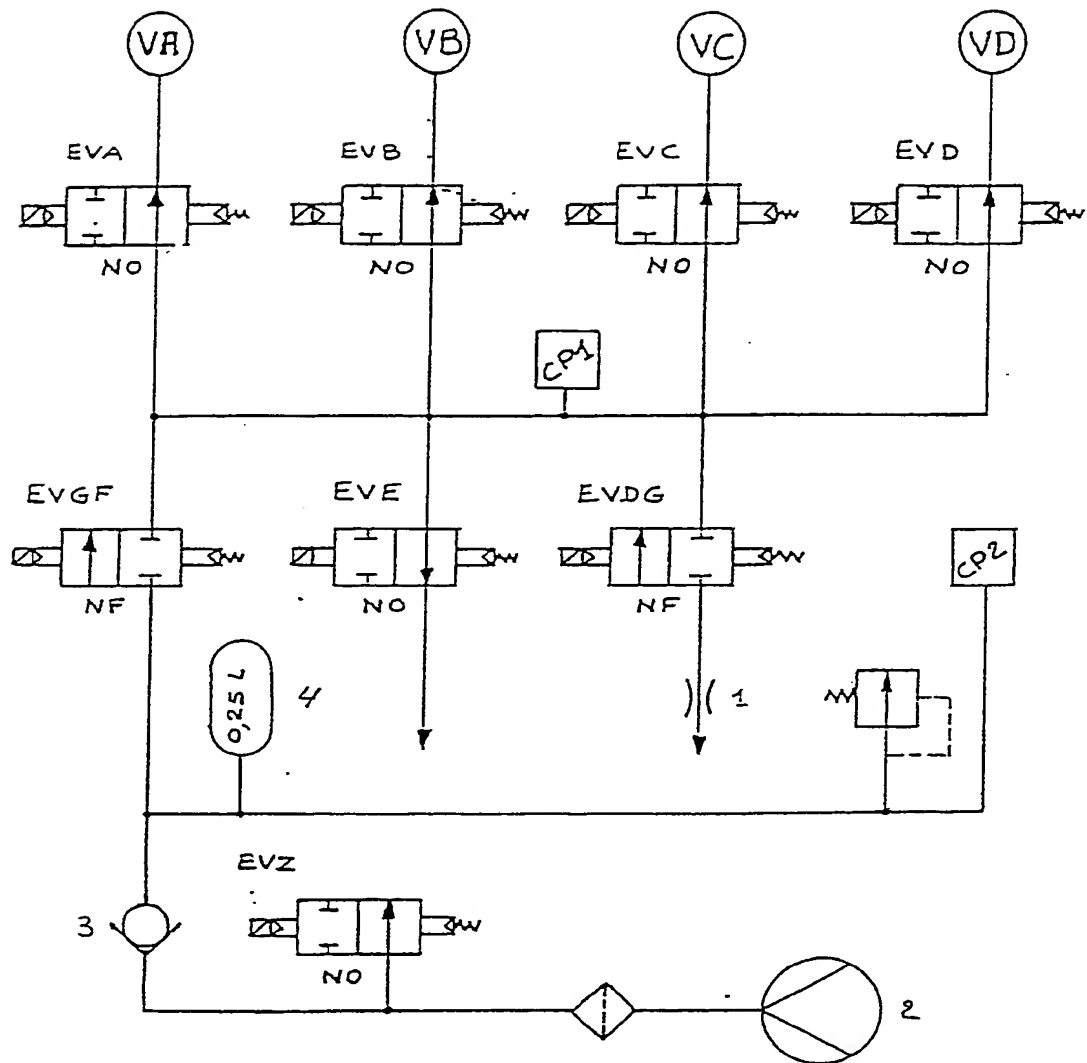 VA VB VC VD
EVA EVB EVC EVD
NO NO NO NO
CP1
EVGF EVE EVDG
CP2
NF NO NF
0,25 L 4 1
EVZ
3
NO
2